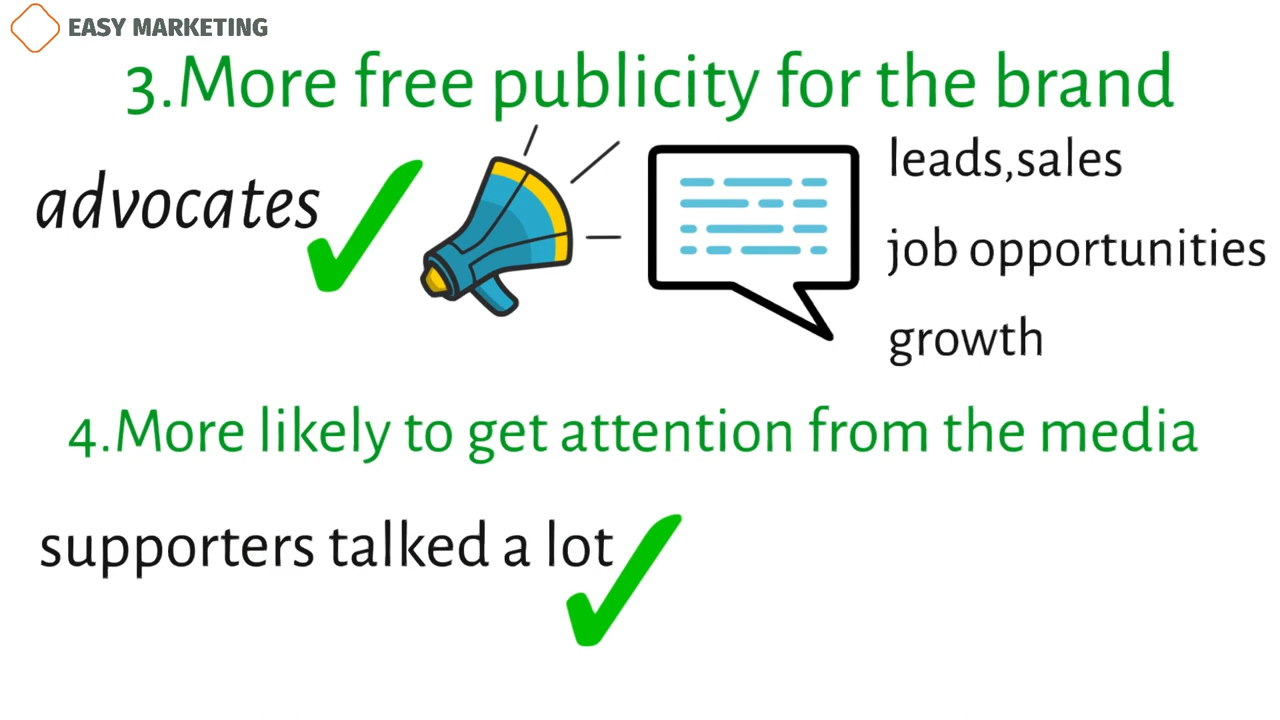 EASY MARKETING
3.More free publicity for the brand
advocates
leads,sales
job opportunities
growth
4.More likely to get attention from the media
supporters talked a lot